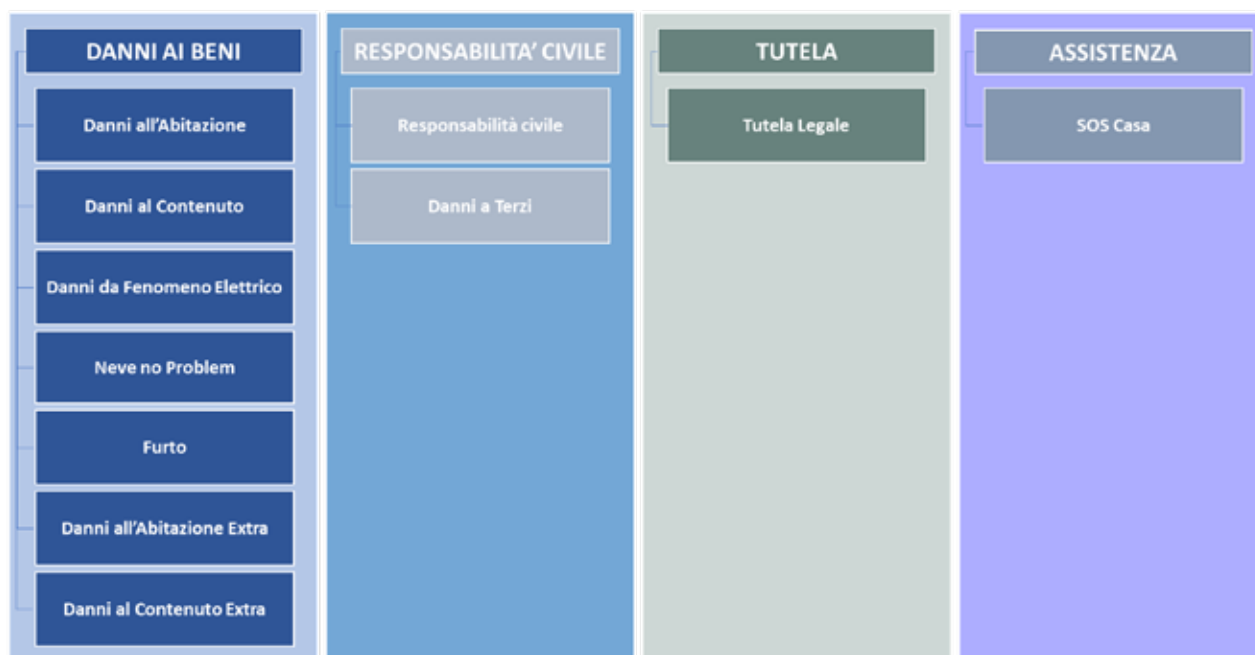 DANNI AI BENI
Danni all'Abitazione
Danni al Contenuto
Danni da Fenomeno Elettrico
Neve no Problem
Furto
Danni all'Abitazione Extra
Danni al Contenuto Extra
RESPONSABILITA' CIVILE
Responsabilità civile
Danni a Terzi
TUTELA
Tutela Legale
ASSISTENZA
SOS Casa